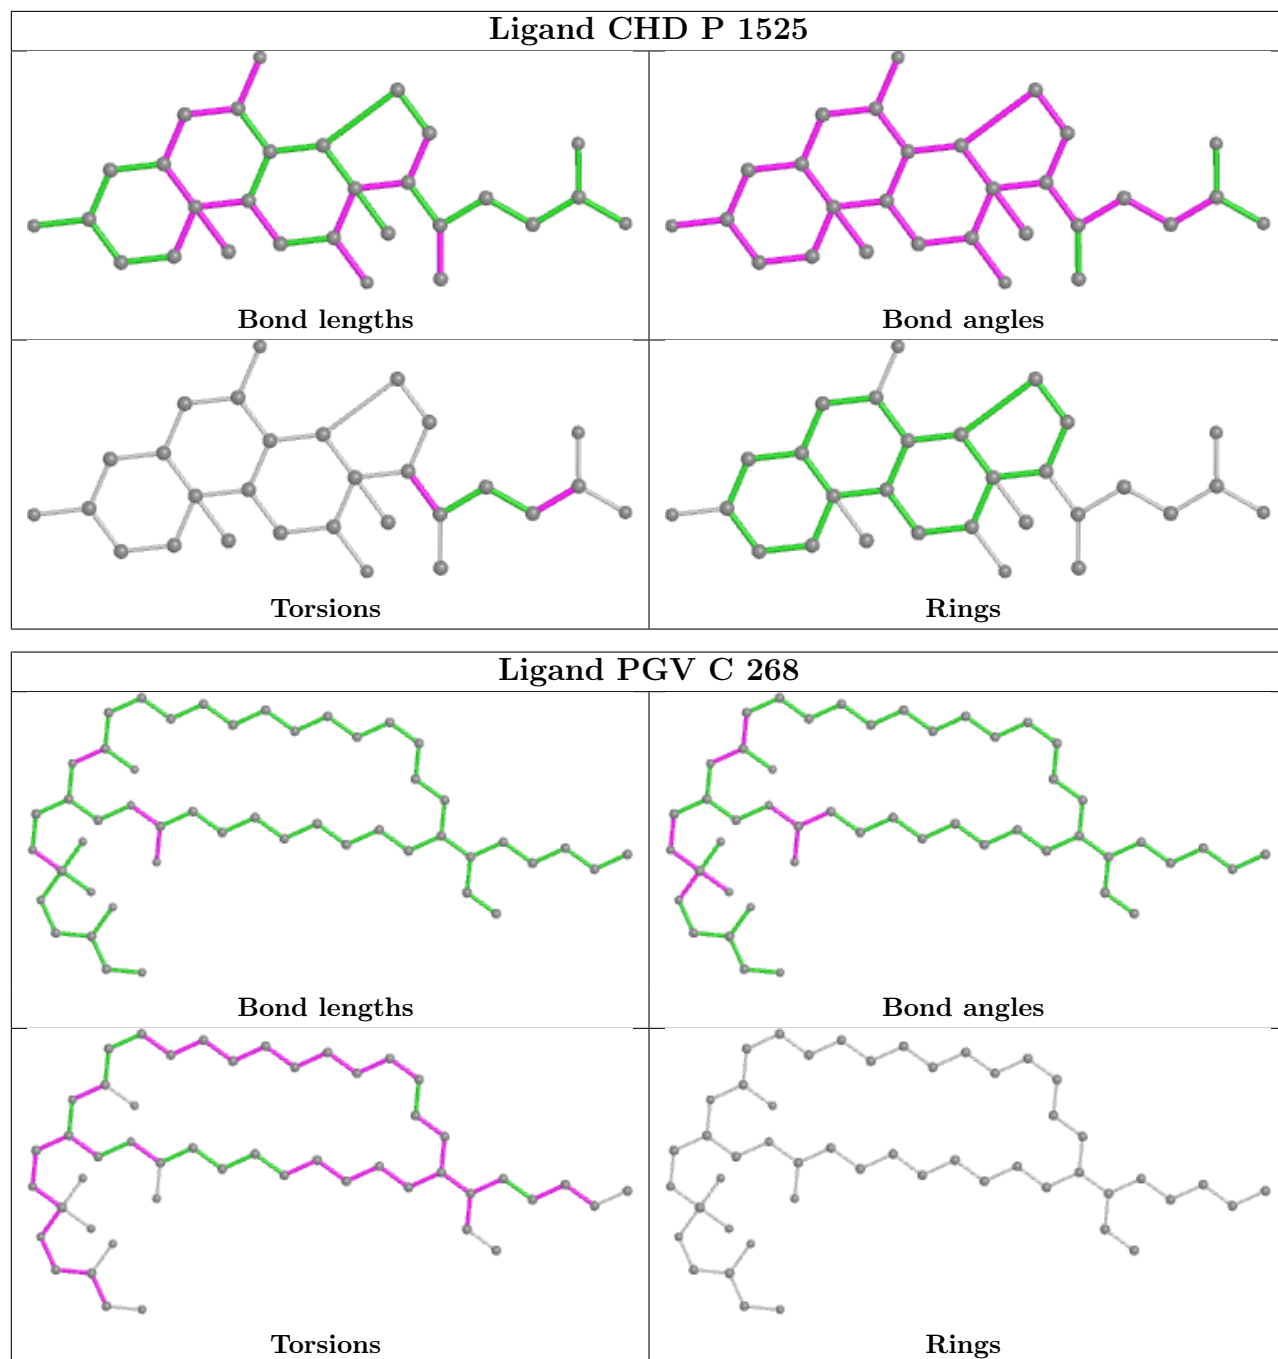 Ligand CHD P 1525
Bond lengths
Bond angles
Torsions
Rings
Ligand PGV C 268
Bond lengths
Bond angles
Torsions
Rings